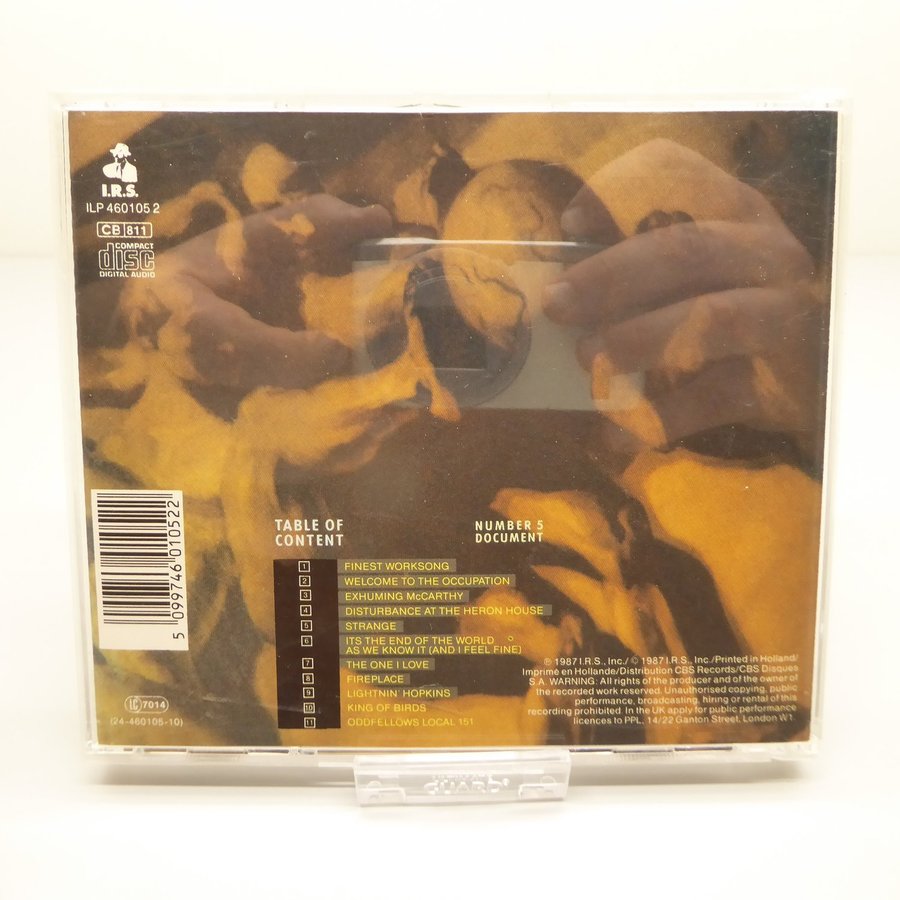 I.R.S.
ILP 460105 2
CB 811
COMPACT
disc
DIGITAL AUDIO
5 099746 010522
LC 7014
(24-460105-10)
TABLE OF
CONTENT
NUMBER 5
DOCUMENT
1 FINEST WORKSONG
2 WELCOME TO THE OCCUPATION
3 EXHUMING McCARTHY
4 DISTURBANCE AT THE HERON HOUSE
5 STRANGE
6 ITS THE END OF THE WORLD
AS WE KNOW IT (AND I FEEL FINE)
7 THE ONE I LOVE
8 FIREPLACE
9 LIGHTNIN' HOPKINS
10 KING OF BIRDS
11 ODDFELLOWS LOCAL 151
℗ 1987 I.R.S., Inc./ © 1987 I.R.S., Inc./Printed in Holland/
Imprimé en Hollande/Distribution CBS Records/CBS Disques
S.A. WARNING. All rights of the producer and of the owner of
the recorded work reserved. Unauthorised copying, public
performance, broadcasting, hiring or rental of this
recording prohibited. In the UK apply for public performance
licences to PPL, 14/22 Ganton Street, London W1.
GUARD